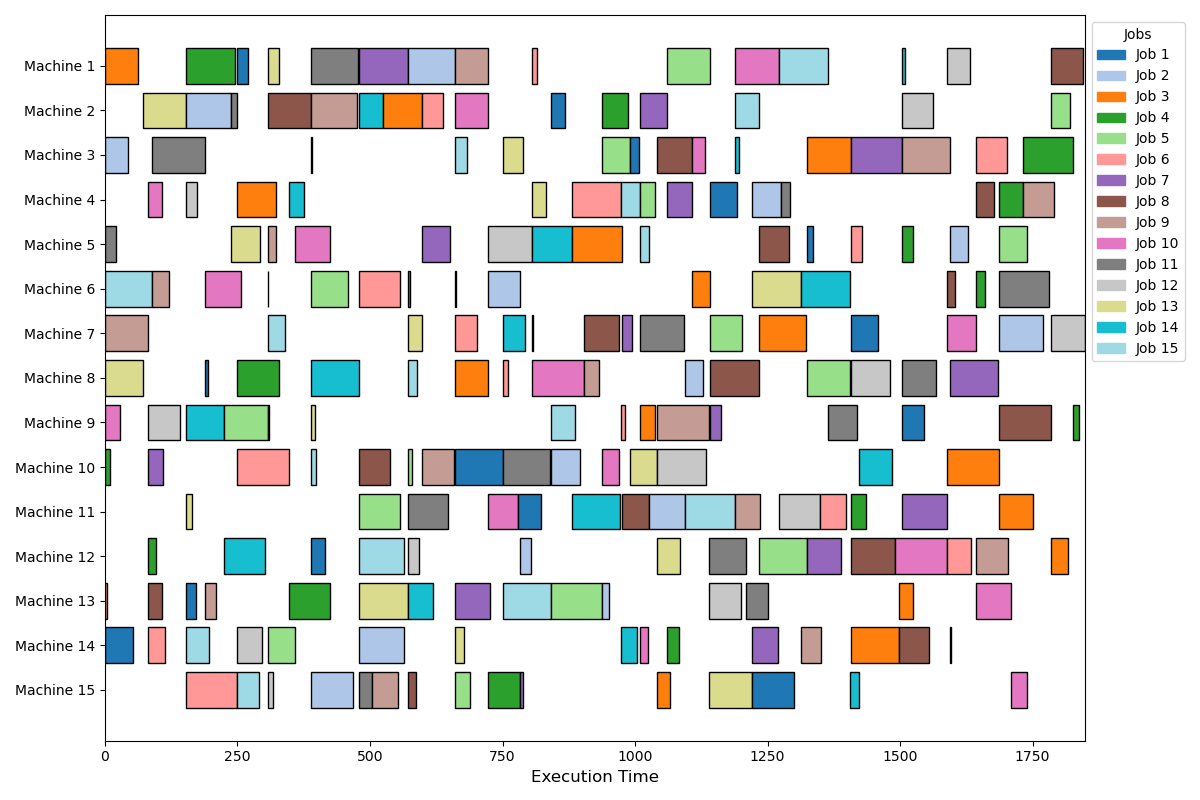 Machine 1
Machine 2
Machine 3
Machine 4
Machine 5
Machine 6
Machine 7
Machine 8
Machine 9
Machine 10
Machine 11
Machine 12
Machine 13
Machine 14
Machine 15
0 250 500 750 1000 1250 1500 1750
Execution Time
Jobs
Job 1
Job 2
Job 3
Job 4
Job 5
Job 6
Job 7
Job 8
Job 9
Job 10
Job 11
Job 12
Job 13
Job 14
Job 15